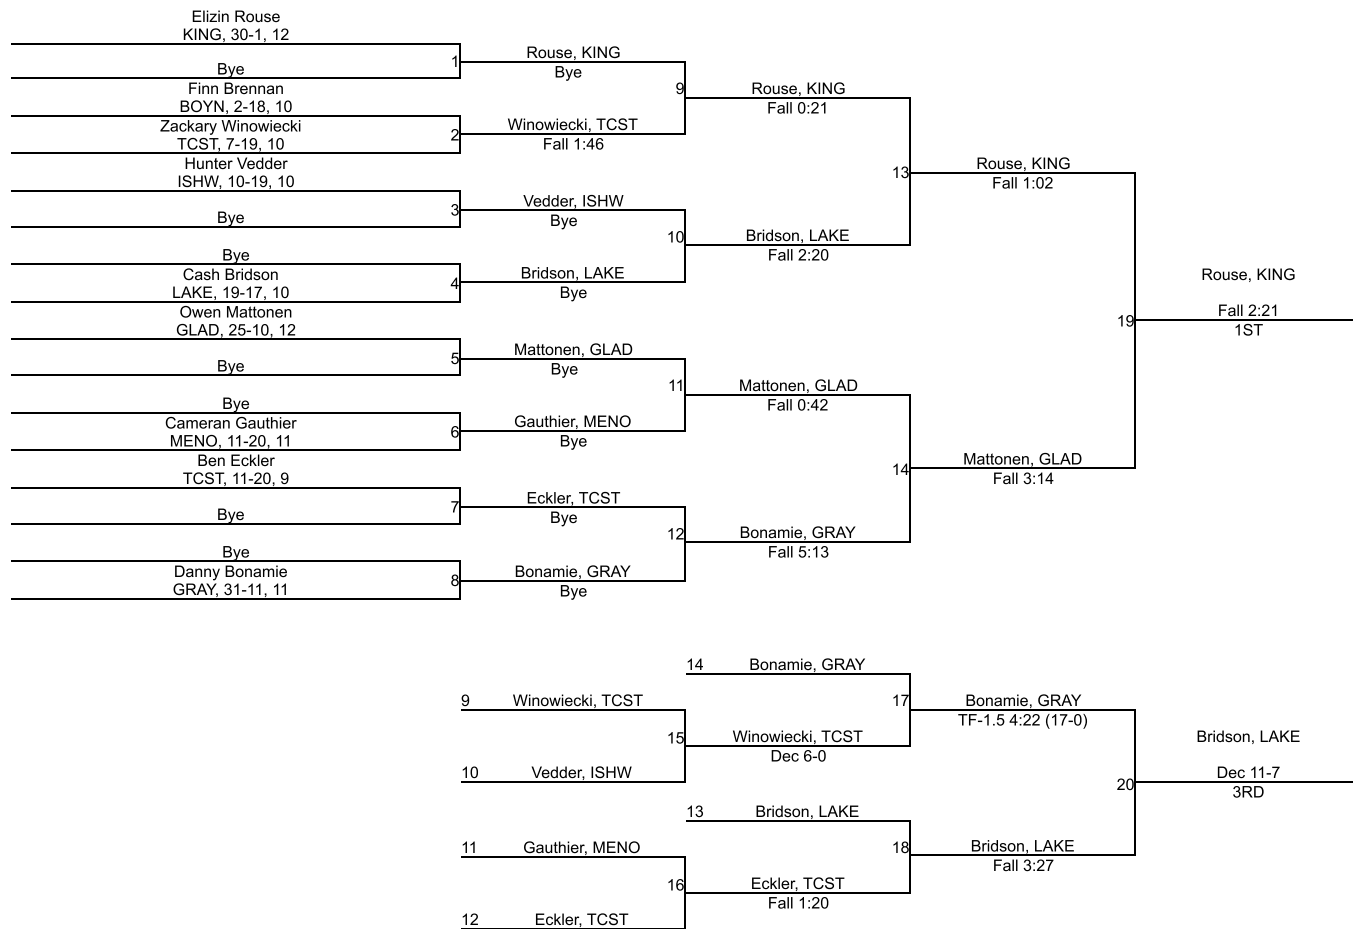 Elizin Rouse
KING, 30-1, 12
Bye
1
Finn Brennan
BOYN, 2-18, 10
Zackary Winowiecki
TCST, 7-19, 10
2
Hunter Vedder
ISHW, 10-19, 10
Bye
3
Bye
Cash Bridson
LAKE, 19-17, 10
4
Owen Mattonen
GLAD, 25-10, 12
Bye
5
Bye
Cameran Gauthier
MENO, 11-20, 11
6
Ben Eckler
TCST, 11-20, 9
Bye
7
Bye
Danny Bonamie
GRAY, 31-11, 11
8
Rouse, KING
Bye
9
Winowiecki, TCST
Fall 1:46
Vedder, ISHW
Bye
10
Bridson, LAKE
Bye
Mattonen, GLAD
Bye
11
Gauthier, MENO
Bye
Eckler, TCST
Bye
12
Bonamie, GRAY
Bye
Rouse, KING
Fall 0:21
13
Bridson, LAKE
Fall 2:20
Mattonen, GLAD
Fall 0:42
14
Bonamie, GRAY
Fall 5:13
Rouse, KING
Fall 1:02
19
Mattonen, GLAD
Fall 3:14
Rouse, KING
Fall 2:21
1ST
9 Winowiecki, TCST
15
10 Vedder, ISHW
11 Gauthier, MENO
16
12 Eckler, TCST
14 Bonamie, GRAY
17
Winowiecki, TCST
Dec 6-0
13 Bridson, LAKE
18
Eckler, TCST
Fall 1:20
Bonamie, GRAY
TF-1.5 4:22 (17-0)
20
Bridson, LAKE
Fall 3:27
Bridson, LAKE
Dec 11-7
3RD